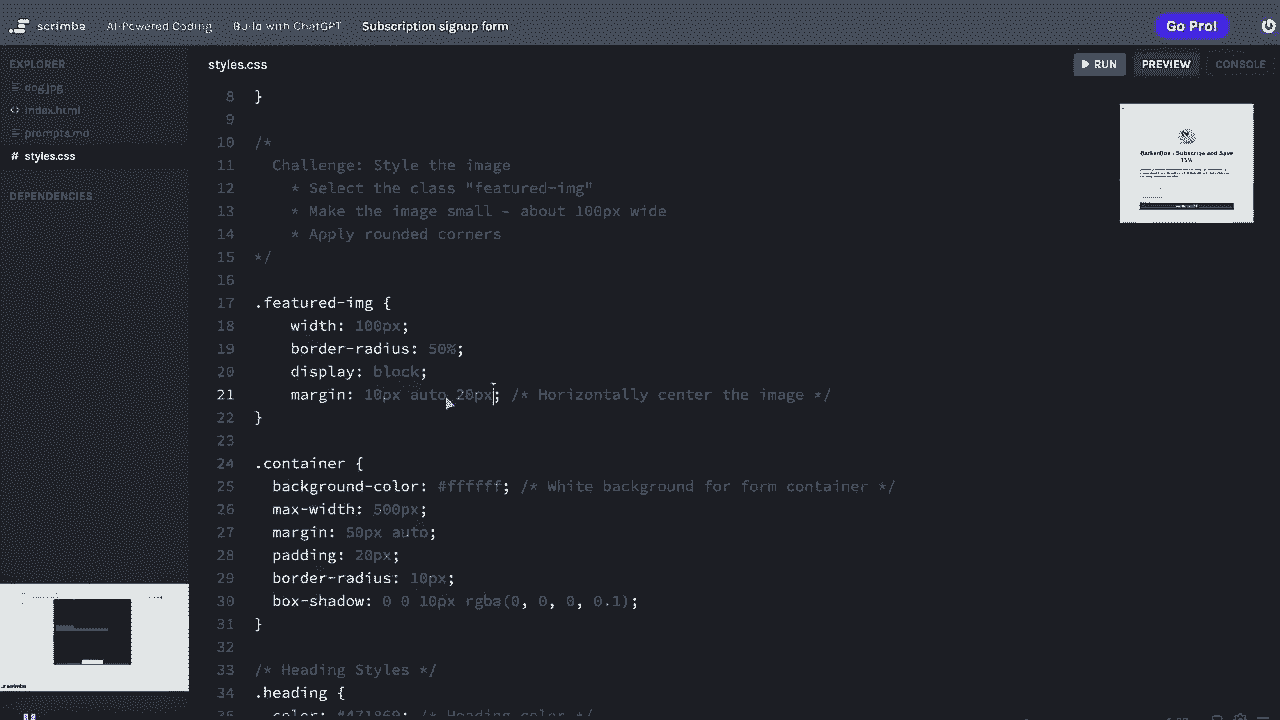 scrimba AI-Powered Coding Build with ChatGPT Subscription signup form Go Pro!
EXPLORER
dog.jpg
index.html
prompts.md
# styles.css
DEPENDENCIES
styles.css
RUN PREVIEW CONSOLE
8 }
9
10 /*
11 Challenge: Style the image
12 * Select the class "featured-img"
13 * Make the image small - about 100px wide
14 * Apply rounded corners
15 */
16
17 .featured-img {
18 width: 100px;
19 border-radius: 50%;
20 display: block;
21 margin: 10px auto 20px; /* Horizontally center the image */
22 }
23
24 .container {
25 background-color: #ffffff; /* White background for form container */
26 max-width: 500px;
27 margin: 50px auto;
28 padding: 20px;
29 border-radius: 10px;
30 box-shadow: 0 0 10px rgba(0, 0, 0, 0.1);
31 }
32
33 /* Heading Styles */
34 .heading {
35 color: #471869; /* Heading color */
Subscribe and Save